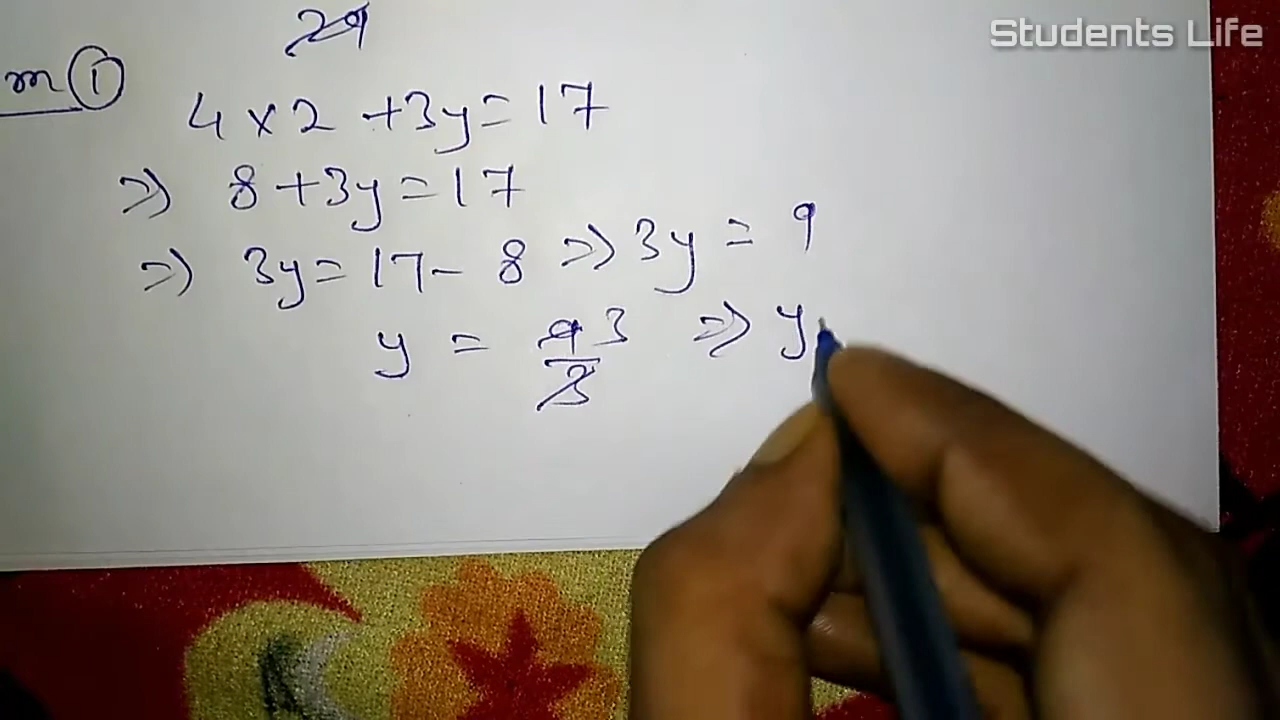 Students Life
29
m ①
4 × 2 + 3y = 17
⇒ 8 + 3y = 17
⇒ 3y = 17 - 8 ⇒ 3y = 9
y = 9/3 3 ⇒ y